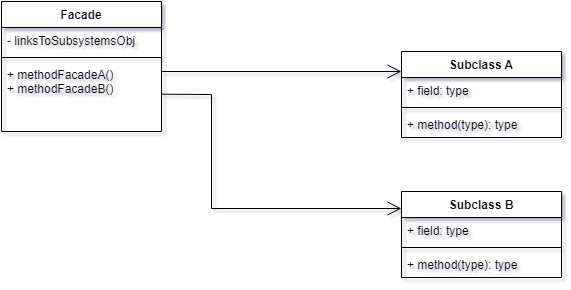 Facade
- linksToSubsystemsObj
+ methodFacadeA()
+ methodFacadeB()
Subclass A
+ field: type
+ method(type): type
Subclass B
+ field: type
+ method(type): type